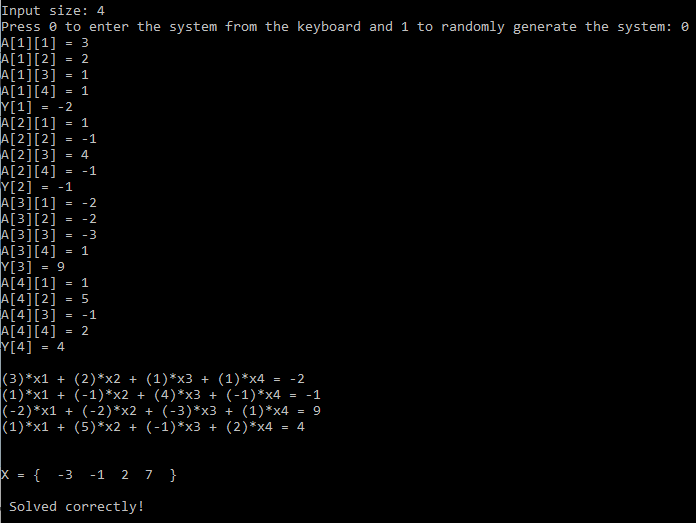 Input size: 4
Press 0 to enter the system from the keyboard and 1 to randomly generate the system: 0
A[1][1] = 3
A[1][2] = 2
A[1][3] = 1
A[1][4] = 1
Y[1] = -2
A[2][1] = 1
A[2][2] = -1
A[2][3] = 4
A[2][4] = -1
Y[2] = -1
A[3][1] = -2
A[3][2] = -2
A[3][3] = -3
A[3][4] = 1
Y[3] = 9
A[4][1] = 1
A[4][2] = 5
A[4][3] = -1
A[4][4] = 2
Y[4] = 4
(3)*x1 + (2)*x2 + (1)*x3 + (1)*x4 = -2
(1)*x1 + (-1)*x2 + (4)*x3 + (-1)*x4 = -1
(-2)*x1 + (-2)*x2 + (-3)*x3 + (1)*x4 = 9
(1)*x1 + (5)*x2 + (-1)*x3 + (2)*x4 = 4
X = {  -3  -1  2  7  }
Solved correctly!